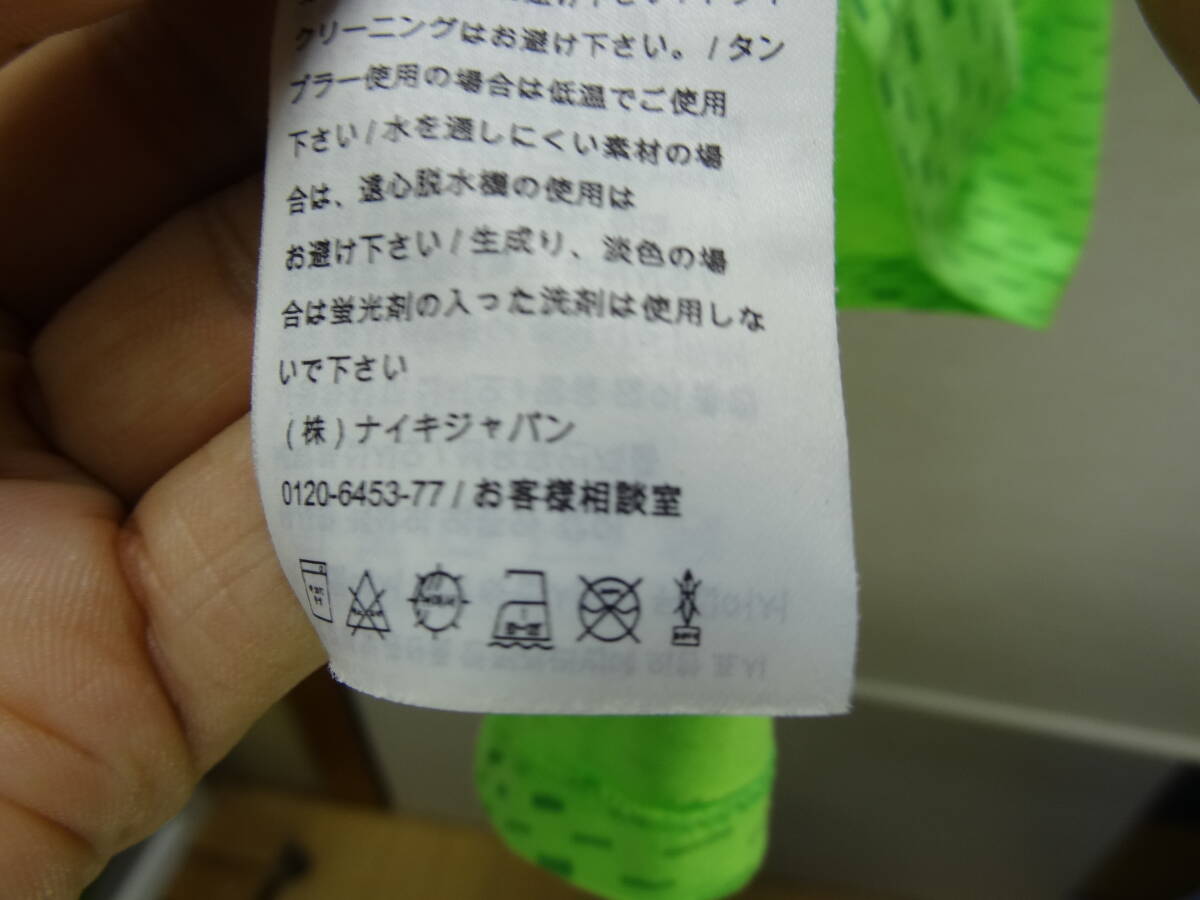 クリーニングはお避け下さい。/ タン
ブラー使用の場合は低温でご使用
下さい / 水を通しにくい素材の場
合は、遠心脱水機の使用は
お避け下さい / 生成り、淡色の場
合は蛍光剤の入った洗剤は使用しな
いで下さい
(株) ナイキジャパン
0120-6453-77 / お客様相談室